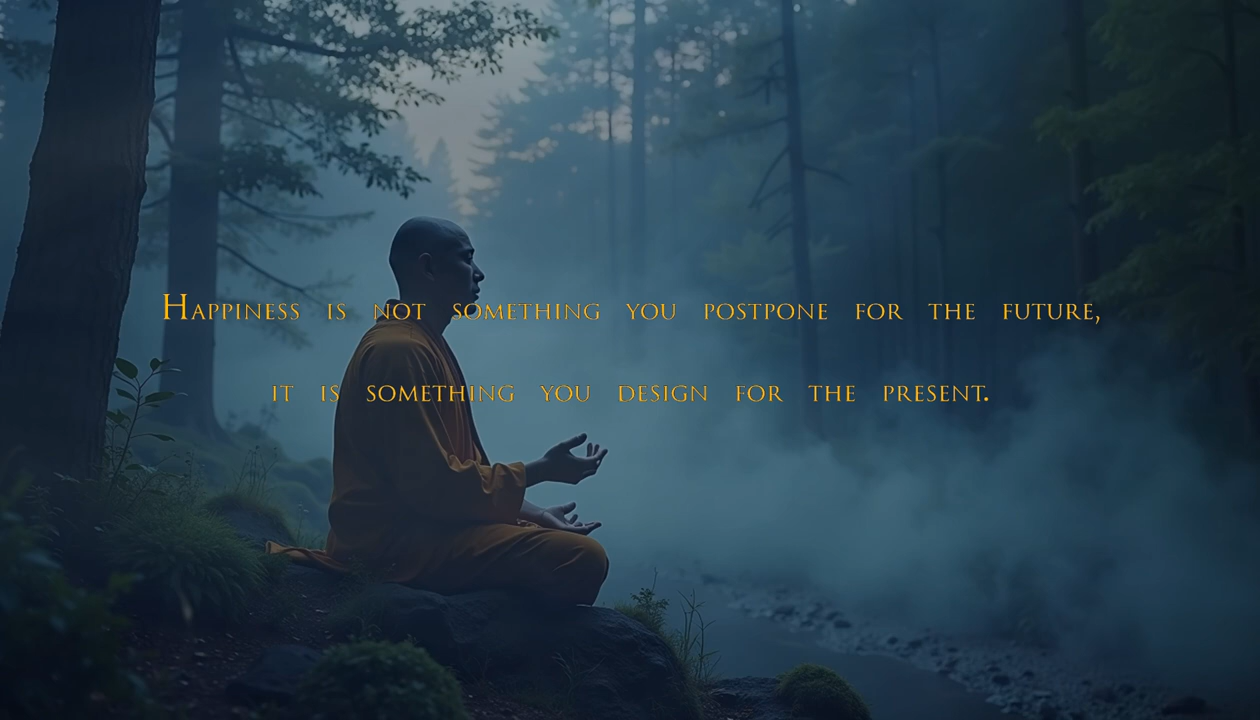 Happiness is not something you postpone for the future,
it is something you design for the present.